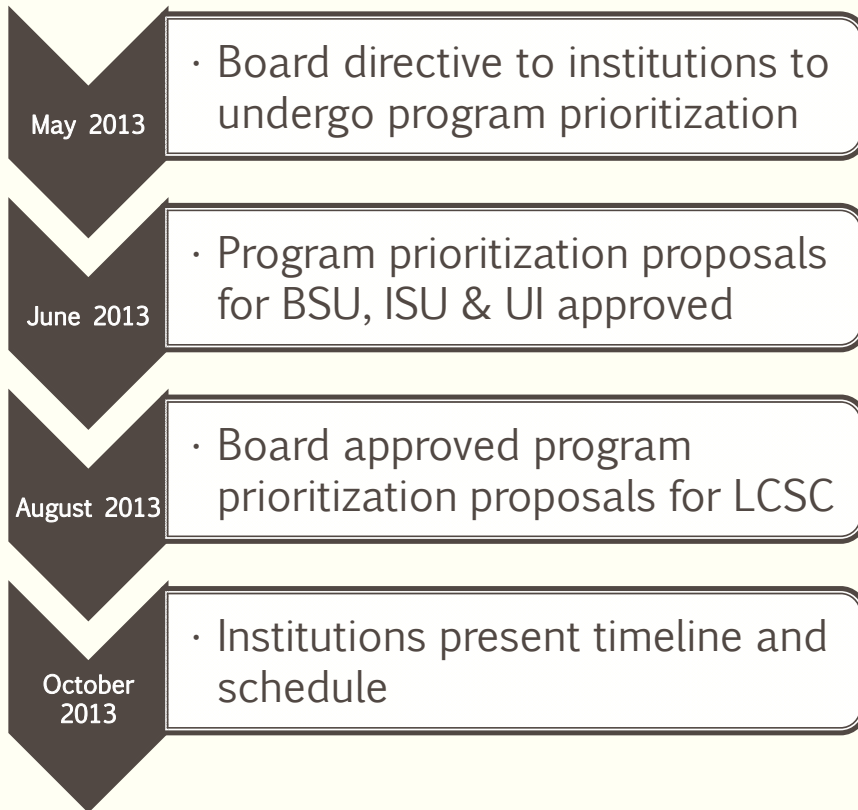 May 2013
· Board directive to institutions to
undergo program prioritization
June 2013
· Program prioritization proposals
for BSU, ISU & UI approved
August 2013
· Board approved program
prioritization proposals for LCSC
October
2013
· Institutions present timeline and
schedule